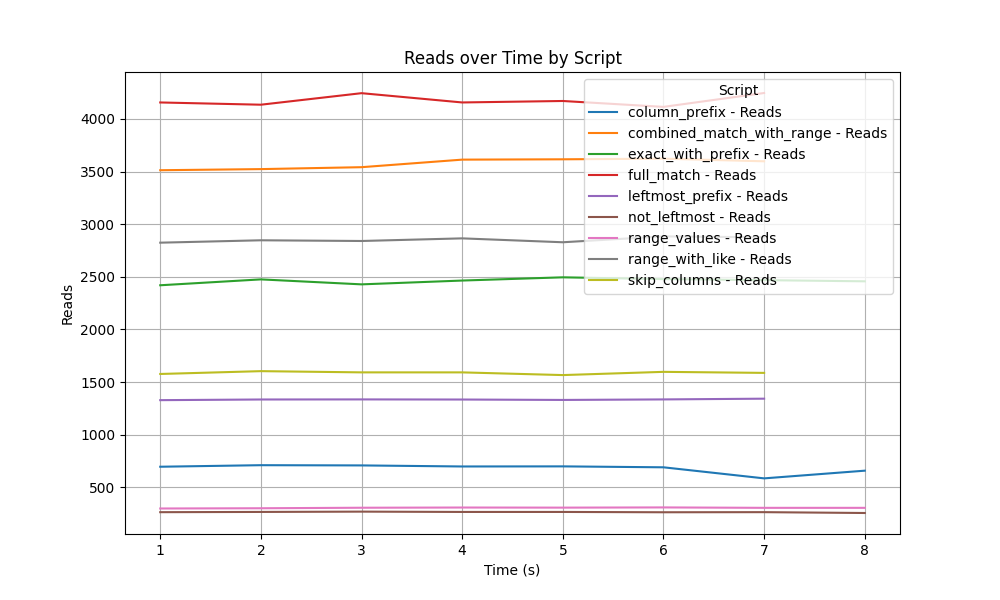 Reads over Time by Script
Script
column_prefix - Reads
combined_match_with_range - Reads
exact_with_prefix - Reads
full_match - Reads
leftmost_prefix - Reads
not_leftmost - Reads
range_values - Reads
range_with_like - Reads
skip_columns - Reads
Reads
4000
3500
3000
2500
2000
1500
1000
500
1 2 3 4 5 6 7 8
Time (s)